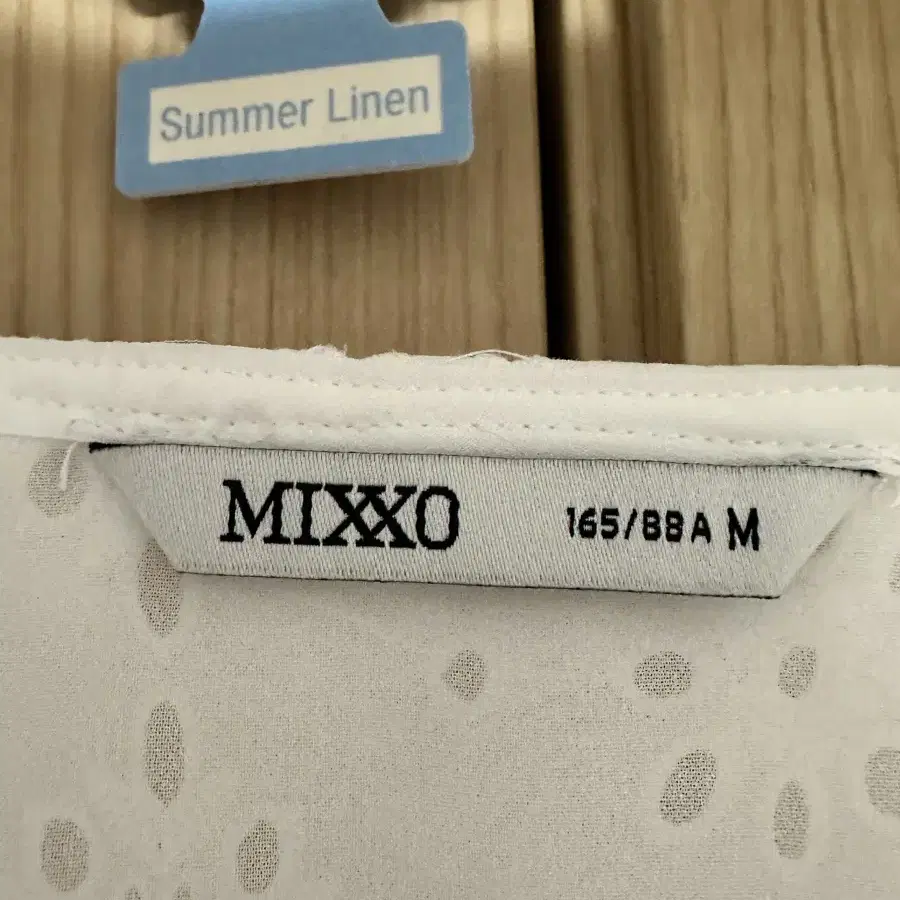 Summer Linen
MIXXO 165/88A M